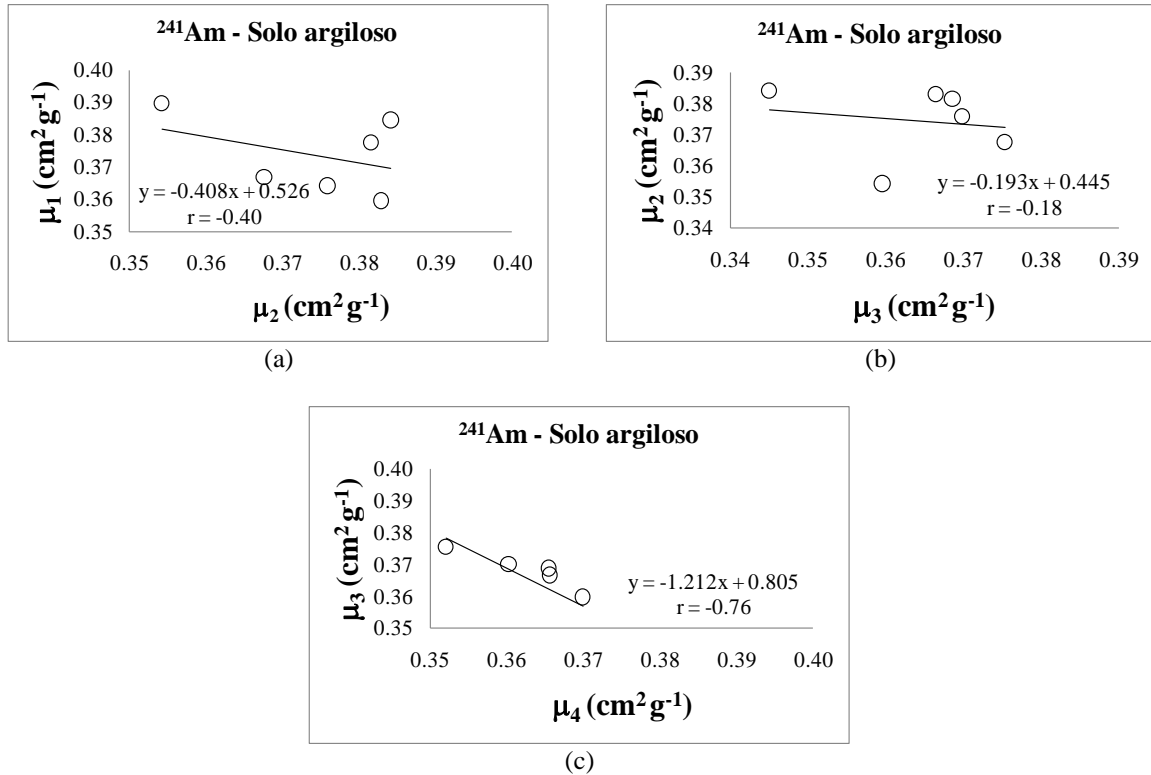 ²⁴¹Am - Solo argiloso
0.40
0.39
0.38
0.37
0.36
0.35
μ₁ (cm² g⁻¹)
y = -0.408x + 0.526
r = -0.40
0.35 0.36 0.37 0.38 0.39 0.40
μ₂ (cm² g⁻¹)
(a)
²⁴¹Am - Solo argiloso
0.39
0.38
0.37
0.36
0.35
0.34
μ₂ (cm² g⁻¹)
y = -0.193x + 0.445
r = -0.18
0.34 0.35 0.36 0.37 0.38 0.39
μ₃ (cm² g⁻¹)
(b)
²⁴¹Am - Solo argiloso
0.40
0.39
0.38
0.37
0.36
0.35
μ₃ (cm² g⁻¹)
y = -1.212x + 0.805
r = -0.76
0.35 0.36 0.37 0.38 0.39 0.40
μ₄ (cm² g⁻¹)
(c)